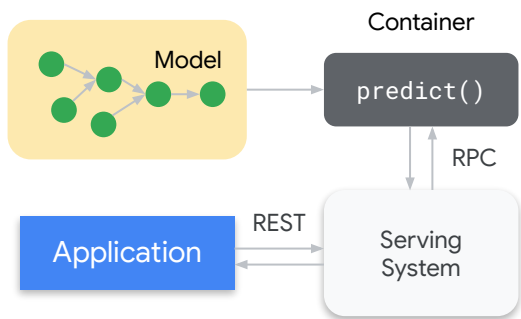 Container
Model
predict()
RPC
REST
Application
Serving
System